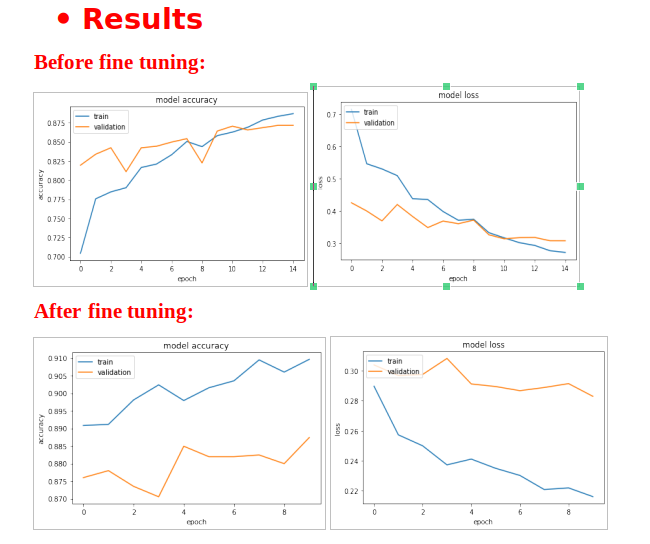 • Results
Before fine tuning:
model accuracy
train
validation
0.875
0.850
0.825
0.800
0.775
0.750
0.725
0.700
accuracy
0 2 4 6 8 10 12 14
epoch
model loss
train
validation
0.7
0.5
0.4
0.3
0 2 4 6 8 10 12 14
epoch
After fine tuning:
model accuracy
train
validation
0.910
0.905
0.900
0.895
0.890
0.885
0.880
0.875
0.870
accuracy
0 2 4 6 8
epoch
model loss
train
validation
0.30
0.28
0.26
0.24
0.22
loss
0 2 4 6 8
epoch